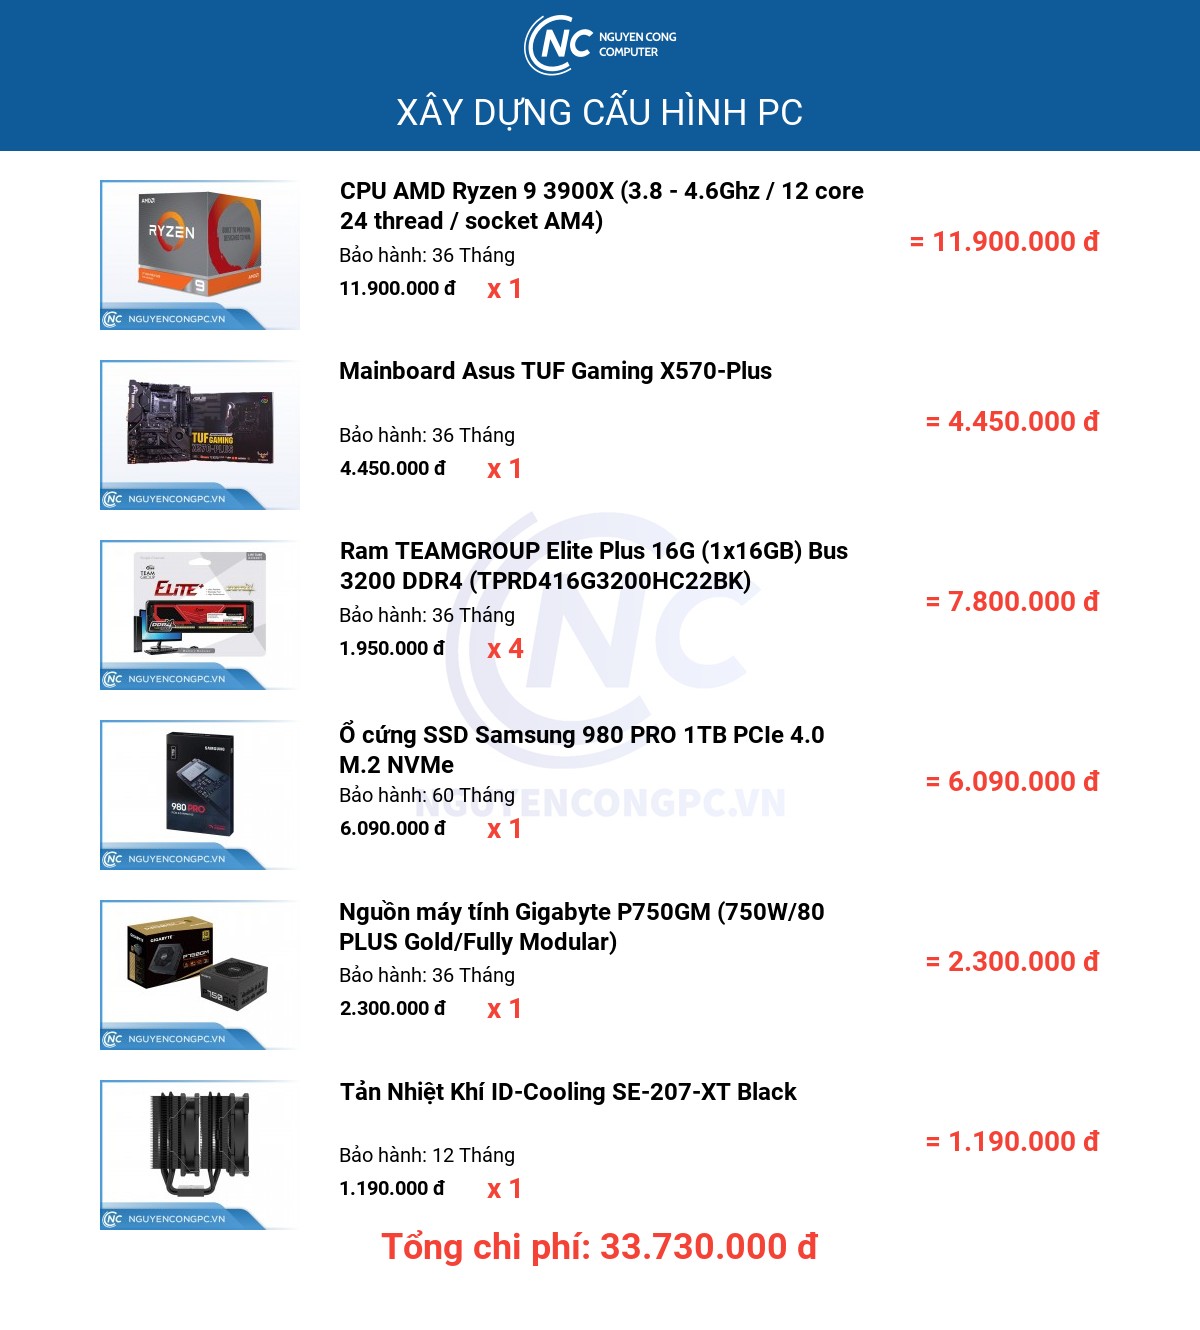 NC NGUYEN CONG
COMPUTER
XÂY DỰNG CẤU HÌNH PC
AMD
RYZEN
9
NC NGUYENCONGPC.VN
CPU AMD Ryzen 9 3900X (3.8 - 4.6Ghz / 12 core
24 thread / socket AM4)
Bảo hành: 36 Tháng
11.900.000 đ x 1
= 11.900.000 đ
TUF GAMING
X570-PLUS
NC NGUYENCONGPC.VN
Mainboard Asus TUF Gaming X570-Plus
Bảo hành: 36 Tháng
4.450.000 đ x 1
= 4.450.000 đ
TEAM
GROUP
ELITE+
DDR4
NC NGUYENCONGPC.VN
Ram TEAMGROUP Elite Plus 16G (1x16GB) Bus
3200 DDR4 (TPRD416G3200HC22BK)
Bảo hành: 36 Tháng
1.950.000 đ x 4
= 7.800.000 đ
NC
NGUYENCONGPC.VN
SAMSUNG
980 PRO
NC NGUYENCONGPC.VN
Ổ cứng SSD Samsung 980 PRO 1TB PCIe 4.0
M.2 NVMe
Bảo hành: 60 Tháng
6.090.000 đ x 1
= 6.090.000 đ
GIGABYTE
P750GM
750GM
NC NGUYENCONGPC.VN
Nguồn máy tính Gigabyte P750GM (750W/80
PLUS Gold/Fully Modular)
Bảo hành: 36 Tháng
2.300.000 đ x 1
= 2.300.000 đ
NC NGUYENCONGPC.VN
Tản Nhiệt Khí ID-Cooling SE-207-XT Black
Bảo hành: 12 Tháng
1.190.000 đ x 1
= 1.190.000 đ
Tổng chi phí: 33.730.000 đ